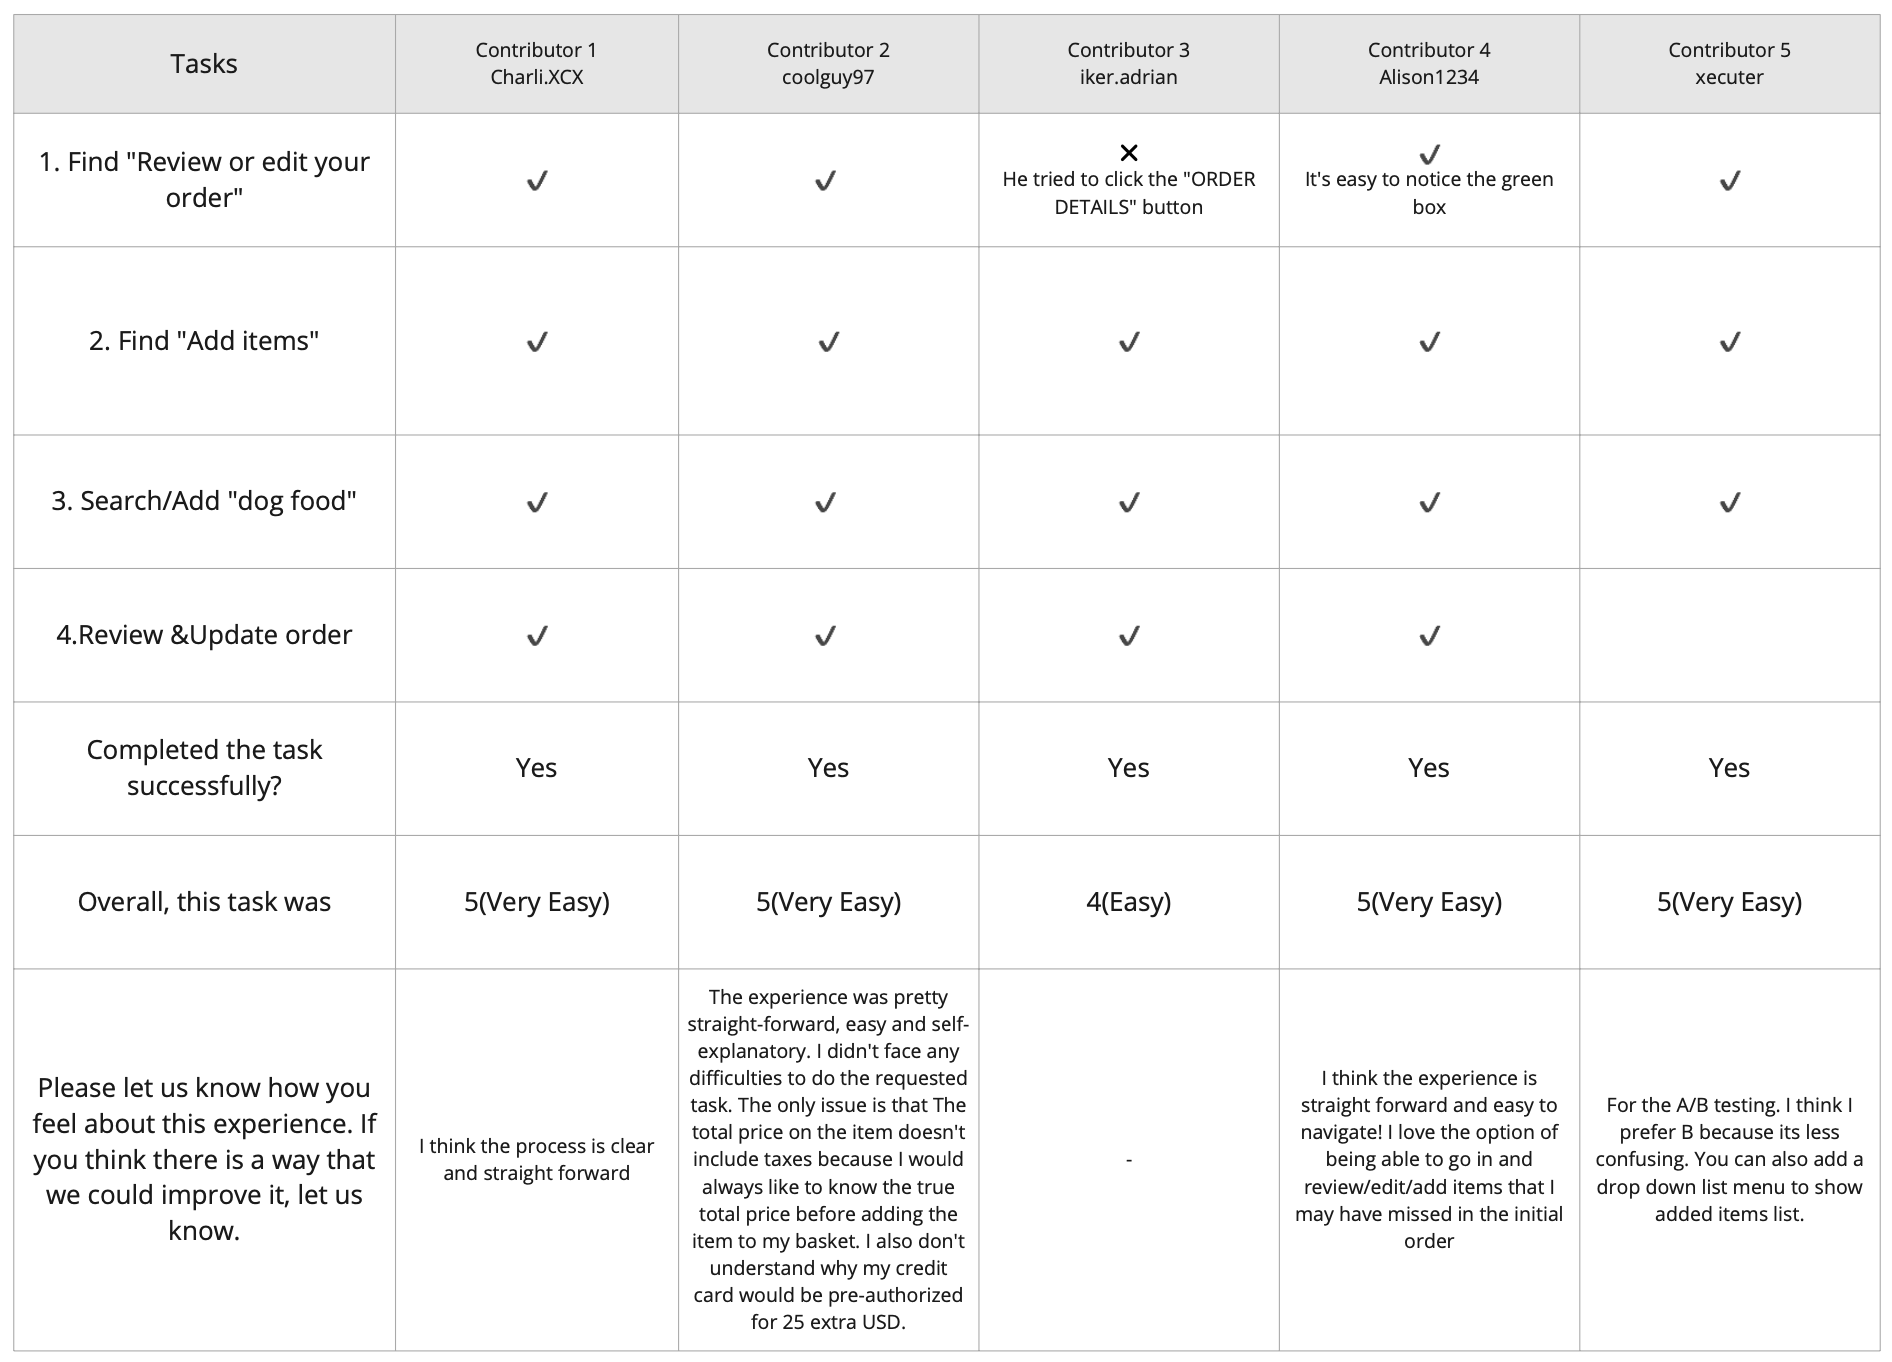 Tasks
Contributor 1
Charli.XCX
Contributor 2
coolguy97
Contributor 3
iker.adrian
Contributor 4
Alison1234
Contributor 5
xecuter
1. Find "Review or edit your
order"
✔
✔
✕
He tried to click the "ORDER
DETAILS" button
✔
It's easy to notice the green
box
✔
2. Find "Add items"
✔
✔
✔
✔
✔
3. Search/Add "dog food"
✔
✔
✔
✔
✔
4.Review &Update order
✔
✔
✔
✔
Completed the task
successfully?
Yes
Yes
Yes
Yes
Yes
Overall, this task was
5(Very Easy)
5(Very Easy)
4(Easy)
5(Very Easy)
5(Very Easy)
Please let us know how you
feel about this experience. If
you think there is a way that
we could improve it, let us
know.
I think the process is clear
and straight forward
The experience was pretty
straight-forward, easy and self-
explanatory. I didn't face any
difficulties to do the requested
task. The only issue is that The
total price on the item doesn't
include taxes because I would
always like to know the true
total price before adding the
item to my basket. I also don't
understand why my credit
card would be pre-authorized
for 25 extra USD.
-
I think the experience is
straight forward and easy to
navigate! I love the option of
being able to go in and
review/edit/add items that I
may have missed in the initial
order
For the A/B testing. I think I
prefer B because its less
confusing. You can also add a
drop down list menu to show
added items list.